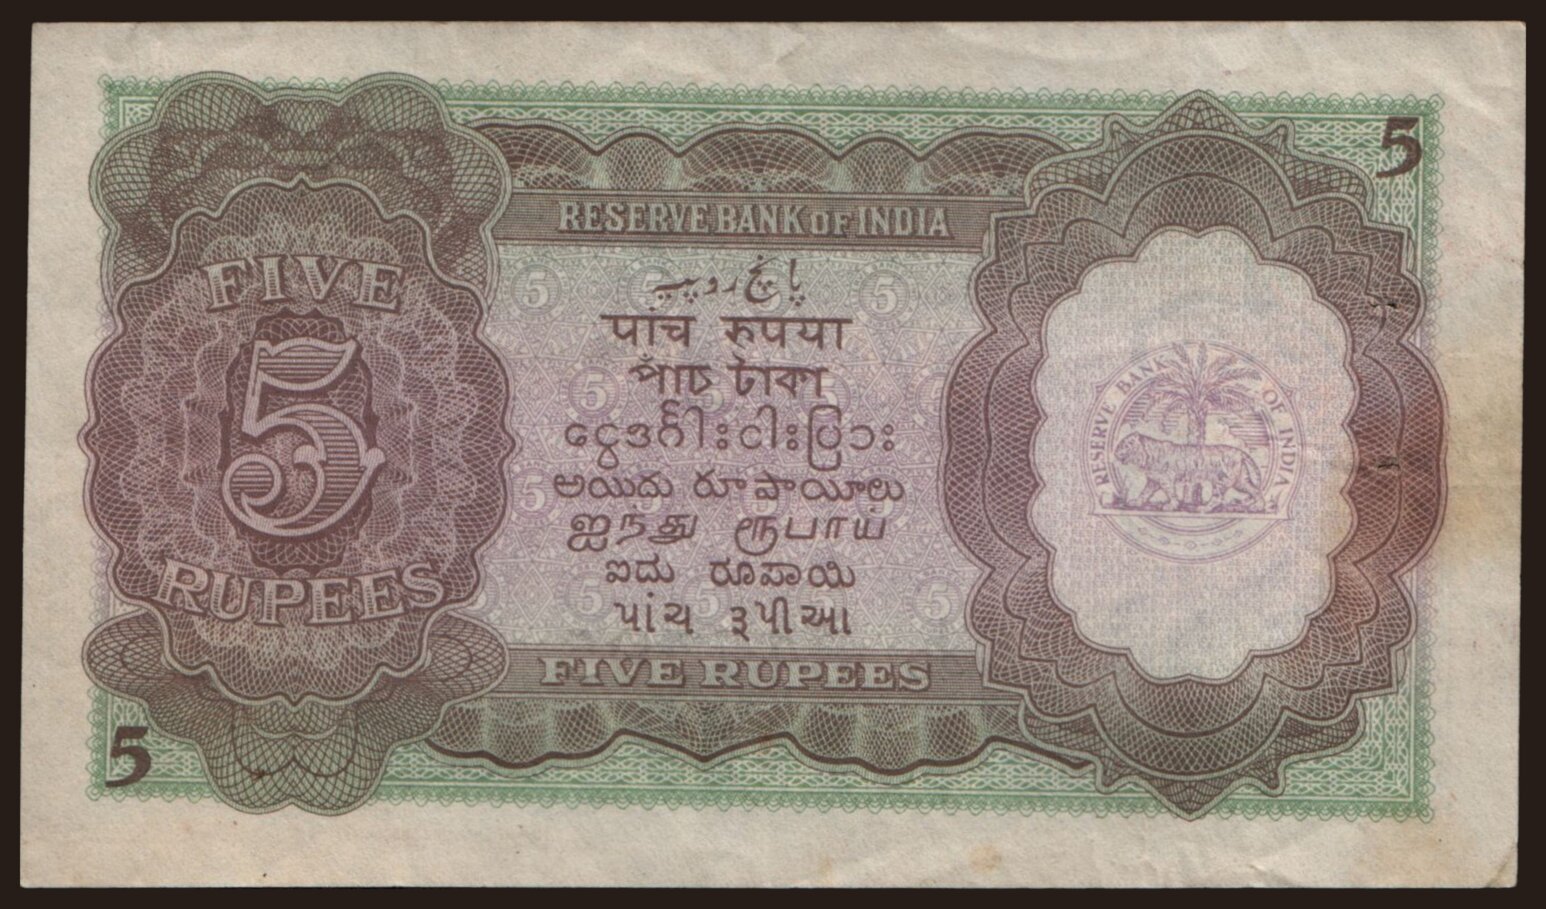 5
RESERVE BANK OF INDIA
FIVE
5
RUPEES
پانچ روپیہ
पांच रुपया
পাঁচ টাকা
ငွေဒင်္ဂါးငါးပြား
అయిదు రూపాయీలు
ஐந்து ரூபாய்
ಐದು ರೂಪಾಯಿ
પાંચ રૂપીઆ
FIVE RUPEES
RESERVE BANK OF INDIA
5